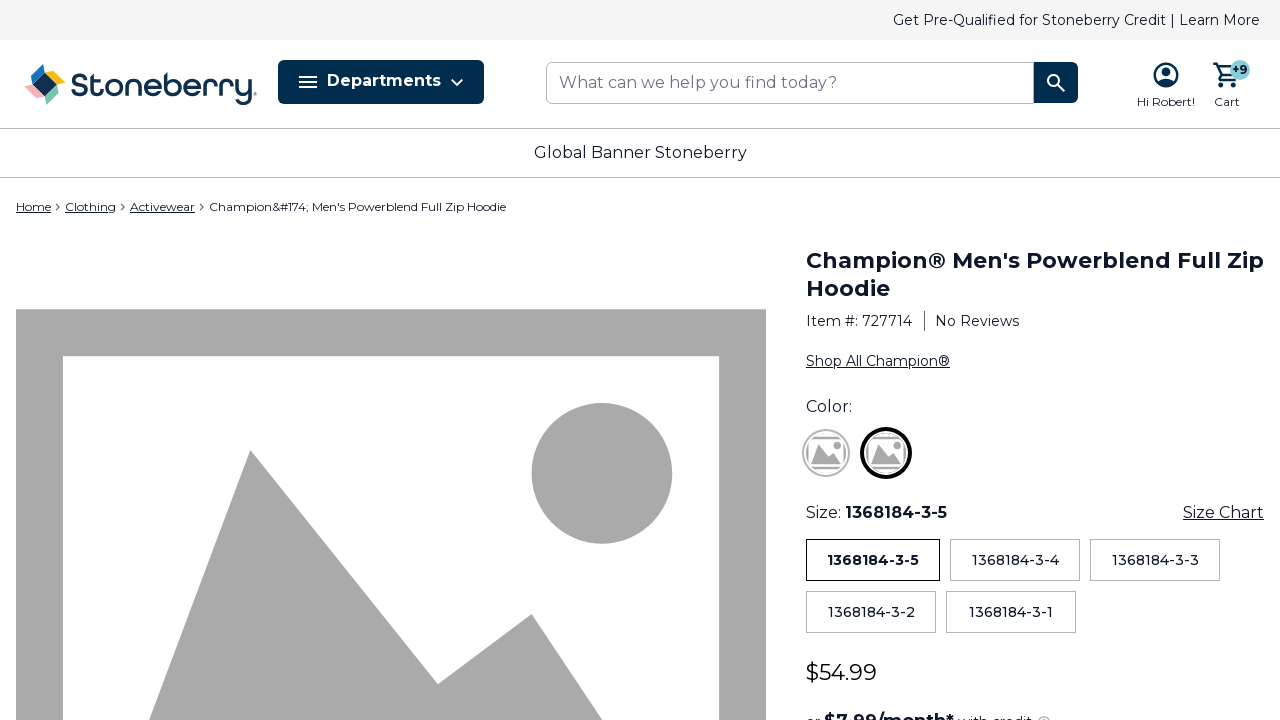 Get Pre-Qualified for Stoneberry Credit | Learn More
Stoneberry
Departments
What can we help you find today?
+9
Hi Robert!
Cart
Global Banner Stoneberry
Home > Clothing > Activewear > Champion&#174; Men's Powerblend Full Zip Hoodie
Champion® Men's Powerblend Full Zip
Hoodie
Item #: 727714 | No Reviews
Shop All Champion®
Color:
Size: 1368184-3-5 Size Chart
1368184-3-5 1368184-3-4 1368184-3-3
1368184-3-2 1368184-3-1
$54.99
or $7.99/month* with credit